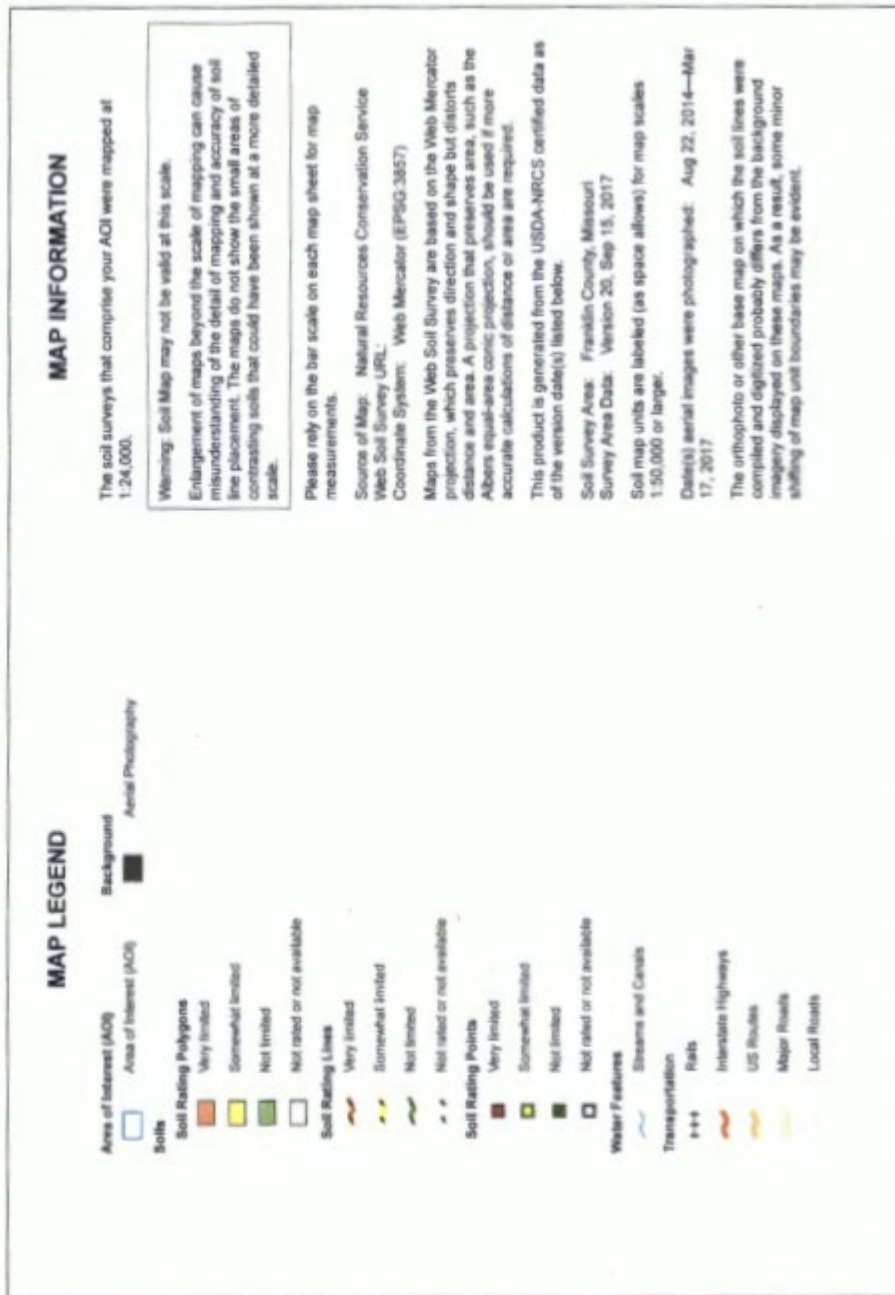 MAP LEGEND
Area of Interest (AOI)
Area of Interest (AOI)
Soils
Soil Rating Polygons
Very limited
Somewhat limited
Not limited
Not rated or not available
Soil Rating Lines
Very limited
Somewhat limited
Not limited
Not rated or not available
Soil Rating Points
Very limited
Somewhat limited
Not limited
Not rated or not available
Water Features
Streams and Canals
Transportation
Rails
Interstate Highways
US Routes
Major Roads
Local Roads
Background
Aerial Photography
MAP INFORMATION
The soil surveys that comprise your AOI were mapped at
1:24,000.
Warning: Soil Map may not be valid at this scale.
Enlargement of maps beyond the scale of mapping can cause
misunderstanding of the detail of mapping and accuracy of soil
line placement. The maps do not show the small areas of
contrasting soils that could have been shown at a more detailed
scale.
Please rely on the bar scale on each map sheet for map
measurements.
Source of Map: Natural Resources Conservation Service
Web Soil Survey URL:
Coordinate System: Web Mercator (EPSG:3857)
Maps from the Web Soil Survey are based on the Web Mercator
projection, which preserves direction and shape but distorts
distance and area. A projection that preserves area, such as the
Albers equal-area conic projection, should be used if more
accurate calculations of distance or area are required.
This product is generated from the USDA-NRCS certified data as
of the version date(s) listed below.
Soil Survey Area: Franklin County, Missouri
Survey Area Data: Version 20, Sep 15, 2017
Soil map units are labeled (as space allows) for map scales
1:50,000 or larger.
Date(s) aerial images were photographed: Aug 22, 2014—Mar
17, 2017
The orthophoto or other base map on which the soil lines were
compiled and digitized probably differs from the background
imagery displayed on these maps. As a result, some minor
shifting of map unit boundaries may be evident.